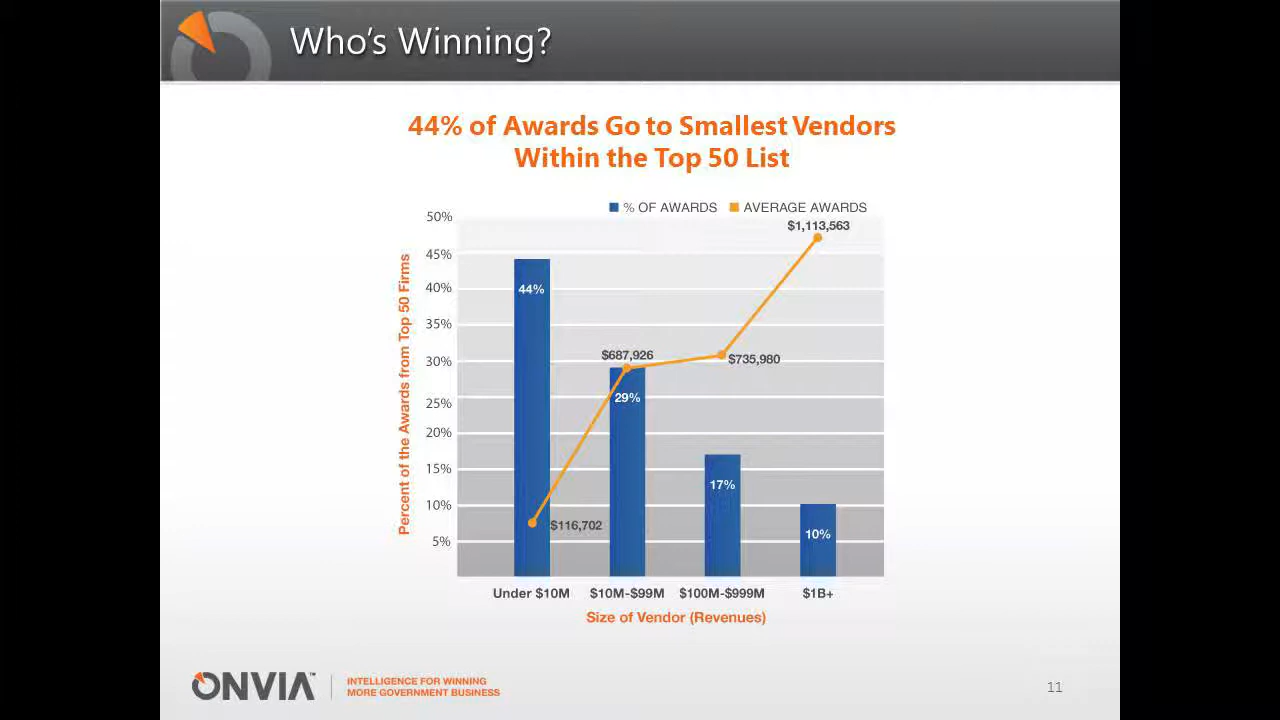 Who's Winning?
44% of Awards Go to Smallest Vendors
Within the Top 50 List
% OF AWARDS AVERAGE AWARDS
50%
45%
40%
35%
30%
25%
20%
15%
10%
5%
Percent of the Awards from Top 50 Firms
44%
29%
17%
10%
$116,702
$687,926
$735,980
$1,113,563
Under $10M $10M-$99M $100M-$999M $1B+
Size of Vendor (Revenues)
ONVIA™
INTELLIGENCE FOR WINNING
MORE GOVERNMENT BUSINESS
11